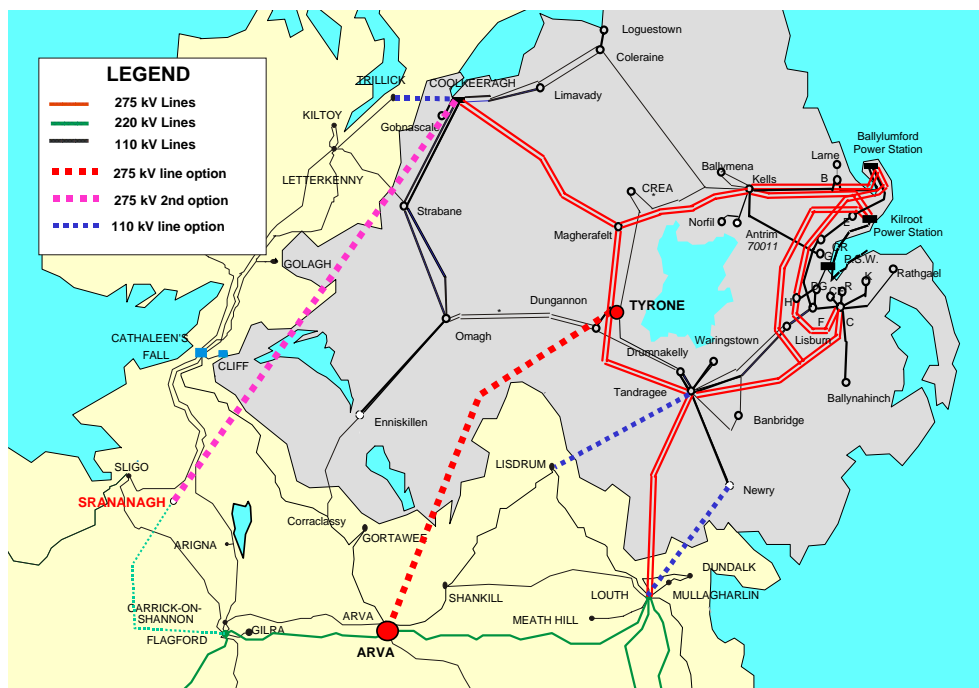 LEGEND
275 kV Lines
220 kV Lines
110 kV Lines
275 kV line option
275 kV 2nd option
110 kV line option
Loguestown
Coleraine
TRILLICK
COOLKEERAGH
Limavady
KILTOY
Gobnascale
Ballylumford
Power Station
Larne
Ballymena
LETTERKENNY
Kells
B
CREA
Strabane
Norfil
Antrim
70011
E
Kilroot
Power Station
Magherafelt
GOLAGH
P.S.W.
Rathgael
K
R
H
Dungannon
TYRONE
F
C
CATHALEEN'S
FALL
CLIFF
Omagh
Waringstown
Lisburn
Drumnakelly
Tandragee
Ballynahinch
Banbridge
Enniskillen
SLIGO
LISDRUM
SRANANAGH
Newry
Corraclassy
GORTAWEE
ARIGNA
DUNDALK
SHANKILL
LOUTH
MULLAGHARLIN
CARRICK-ON-
SHANNON
ARVA
MEATH HILL
GILRA
FLAGFORD
ARVA